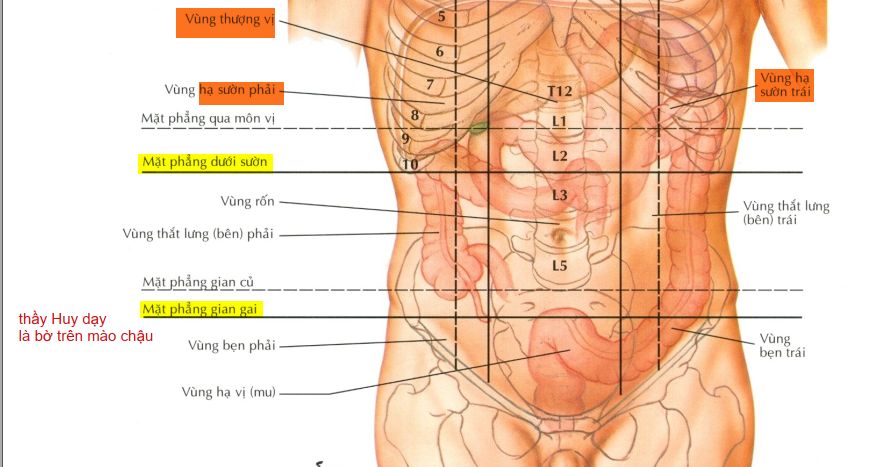 Vùng thượng vị
5
6
7
Vùng hạ sườn phải
Vùng hạ
sườn trái
T12
8
Mặt phẳng qua môn vị
L1
9
10
L2
Mặt phẳng dưới sườn
L3
Vùng rốn
Vùng thắt lưng
(bên) trái
Vùng thắt lưng (bên) phải
L5
Mặt phẳng gian củ
Mặt phẳng gian gai
thầy Huy dạy
là bờ trên mào chậu
Vùng bẹn phải
Vùng
bẹn trái
Vùng hạ vị (mu)